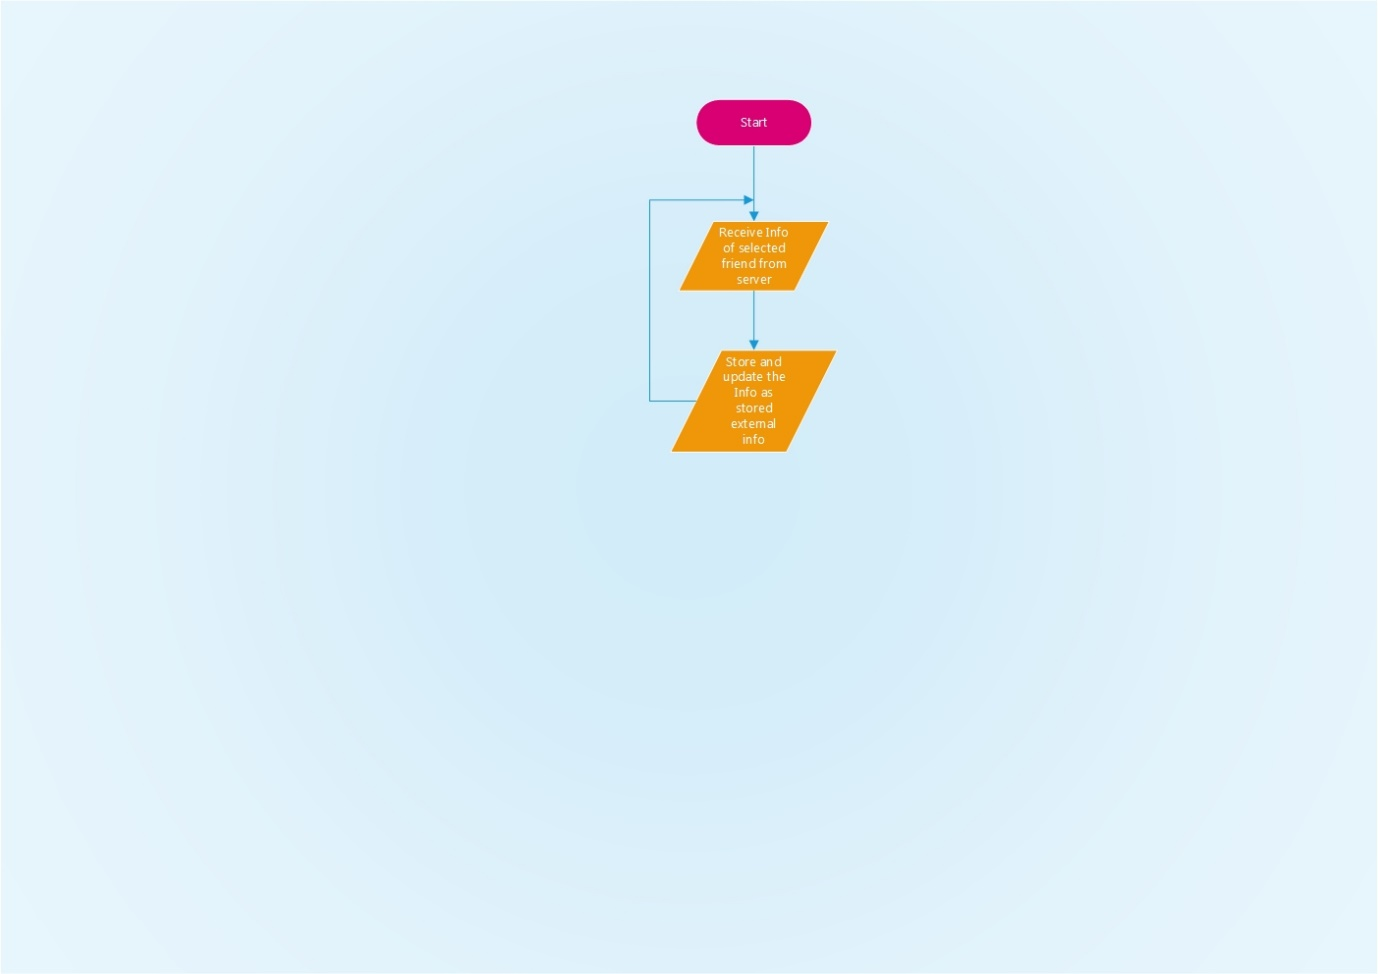 Start
Receive Info
of selected
friend from
server
Store and
update the
Info as
stored
external
info